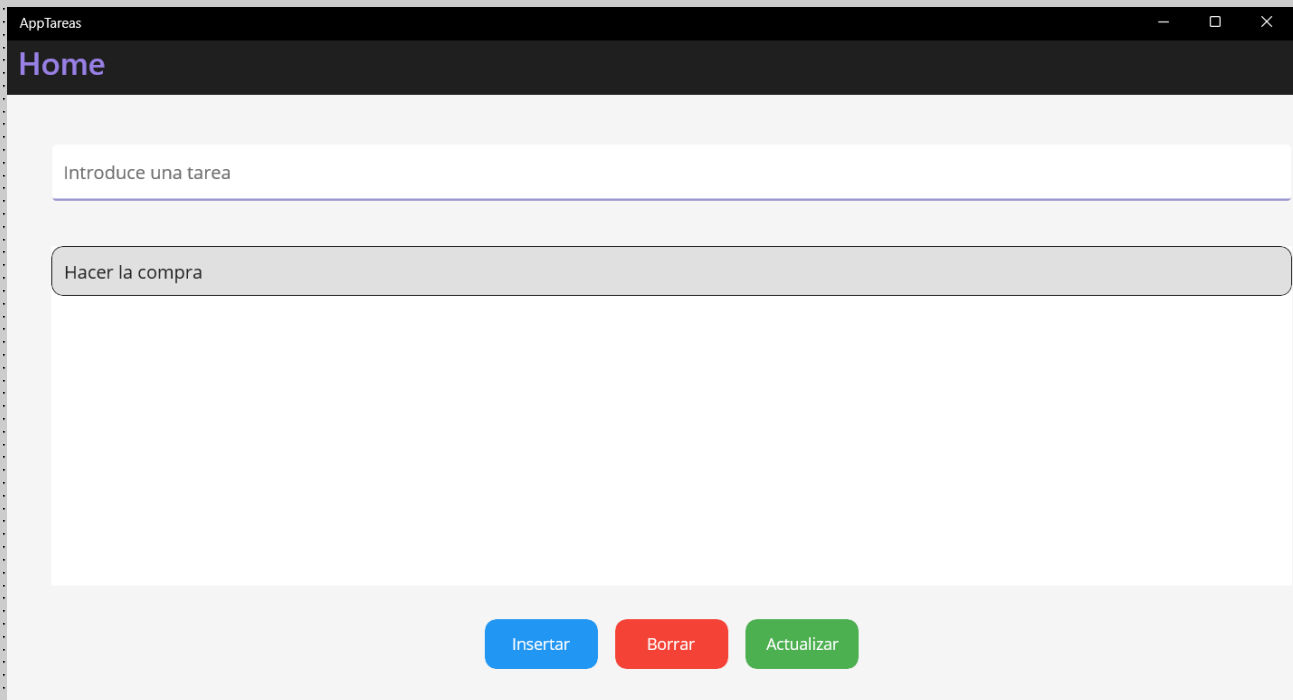 AppTareas
Home
Introduce una tarea
Hacer la compra
Insertar Borrar Actualizar